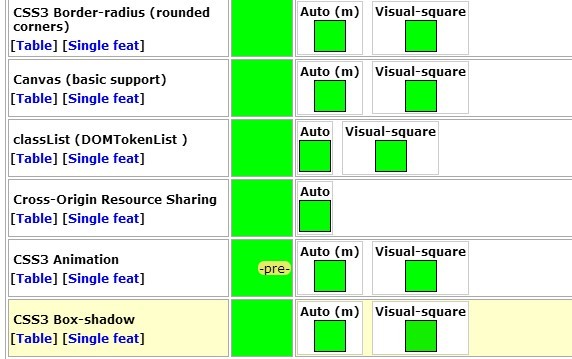 CSS3 Border-radius (rounded
corners)
[Table] [Single feat]
Auto (m) Visual-square
Canvas (basic support)
[Table] [Single feat]
Auto (m) Visual-square
classList (DOMTokenList )
[Table] [Single feat]
Auto Visual-square
Cross-Origin Resource Sharing
[Table] [Single feat]
Auto
CSS3 Animation
[Table] [Single feat]
-pre-
Auto (m) Visual-square
CSS3 Box-shadow
[Table] [Single feat]
Auto (m) Visual-square